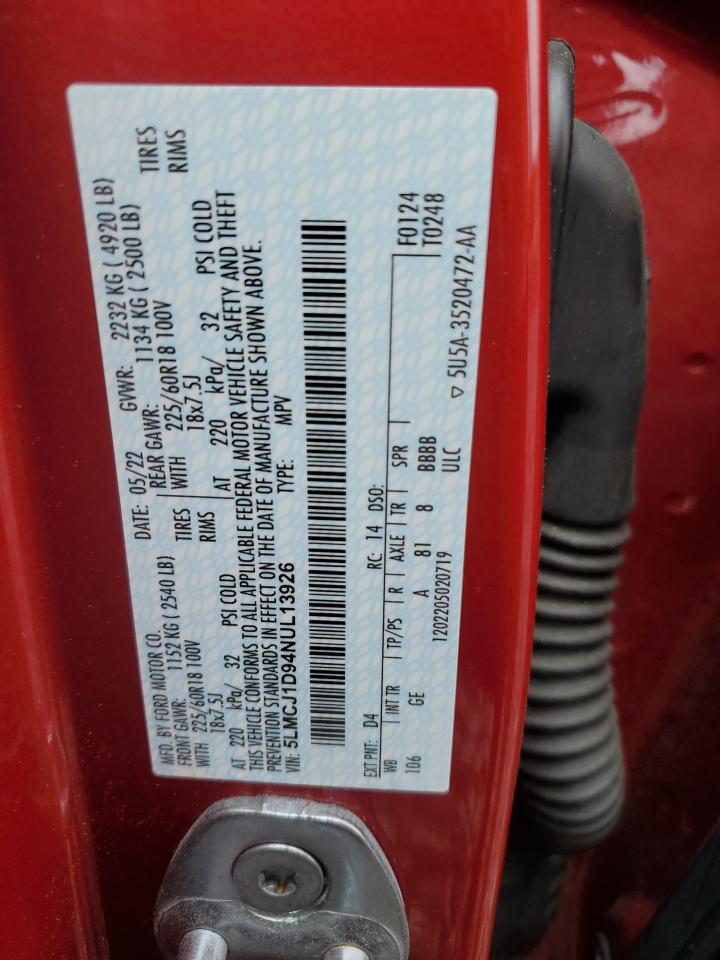 MFD. BY FORD MOTOR CO. DATE: 05/22 GVWR: 2232 KG ( 4920 LB)
FRONT GAWR: 1152 KG (2540 LB) REAR GAWR: 1134 KG ( 2500 LB)
WITH 225/60R18 100V TIRES WITH 225/60R18 100V TIRES
18x7.5J RIMS 18x7.5J RIMS
AT 220 kPa/ 32 PSI COLD AT 220 kPa/ 32 PSI COLD
THIS VEHICLE CONFORMS TO ALL APPLICABLE FEDERAL MOTOR VEHICLE SAFETY AND THEFT
PREVENTION STANDARDS IN EFFECT ON THE DATE OF MANUFACTURE SHOWN ABOVE.
VIN: 5LMCJ1D94NUL13926 TYPE: MPV
EXT PNT: D4 RC: 14 DSO: F0124
WB INT TR TP/PS R AXLE TR SPR T0248
106 GE A 81 8 BBBB
1202205020719 ULC ▽ 5U5A-3520472-AA